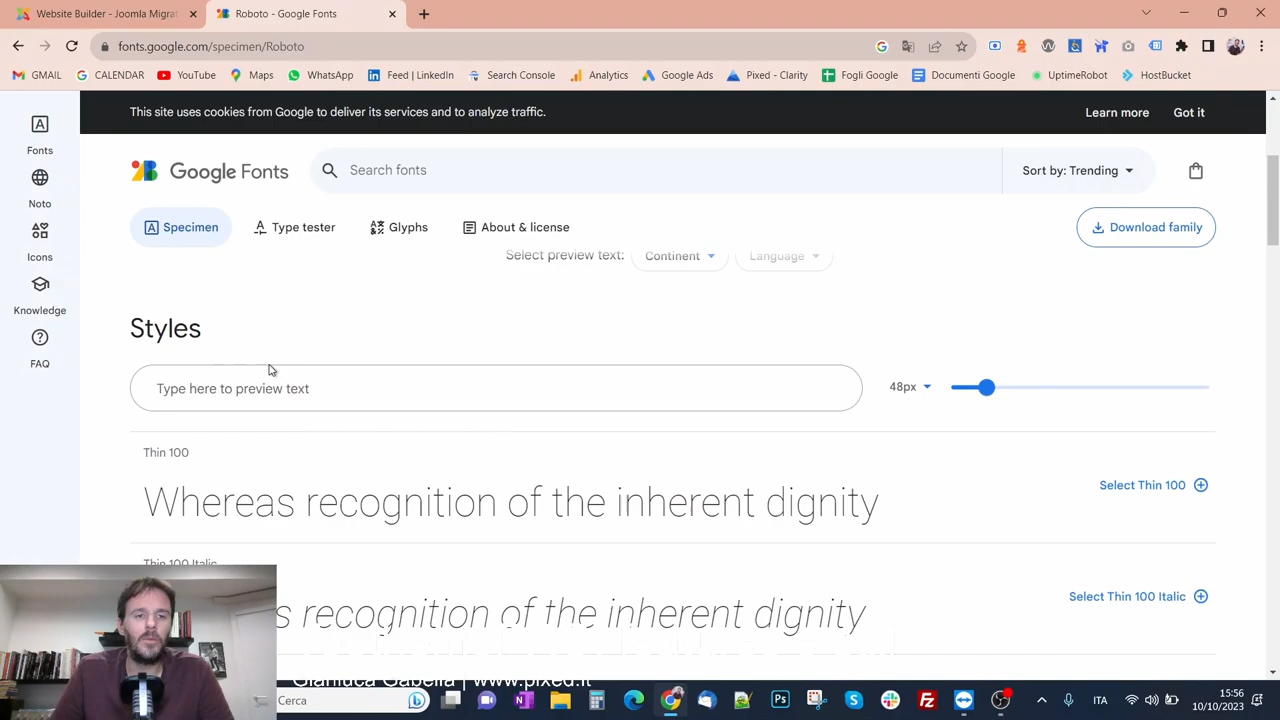 Website Builder - Joomla Migrat
Roboto - Google Fonts
fonts.google.com/specimen/Roboto
GMAIL
CALENDAR
YouTube
Maps
WhatsApp
Feed | LinkedIn
Search Console
Analytics
Google Ads
Pixed - Clarity
Fogli Google
Documenti Google
UptimeRobot
HostBucket
This site uses cookies from Google to deliver its services and to analyze traffic.
Learn more
Got it
Fonts
Noto
Icons
Knowledge
FAQ
Google Fonts
Search fonts
Sort by: Trending
Specimen
Type tester
Glyphs
About & license
Download family
Select preview text:
Continent
Language
Styles
Type here to preview text
48px
Thin 100
Whereas recognition of the inherent dignity
Select Thin 100
Thin 100 Italic
s recognition of the inherent dignity
Select Thin 100 Italic
Gianluca Gabella | www.pixed.it
Cerca
ITA
15:56
10/10/2023